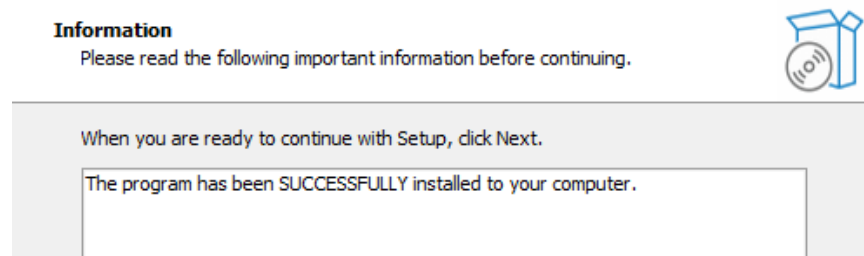 Information
Please read the following important information before continuing.
When you are ready to continue with Setup, click Next.
The program has been SUCCESSFULLY installed to your computer.